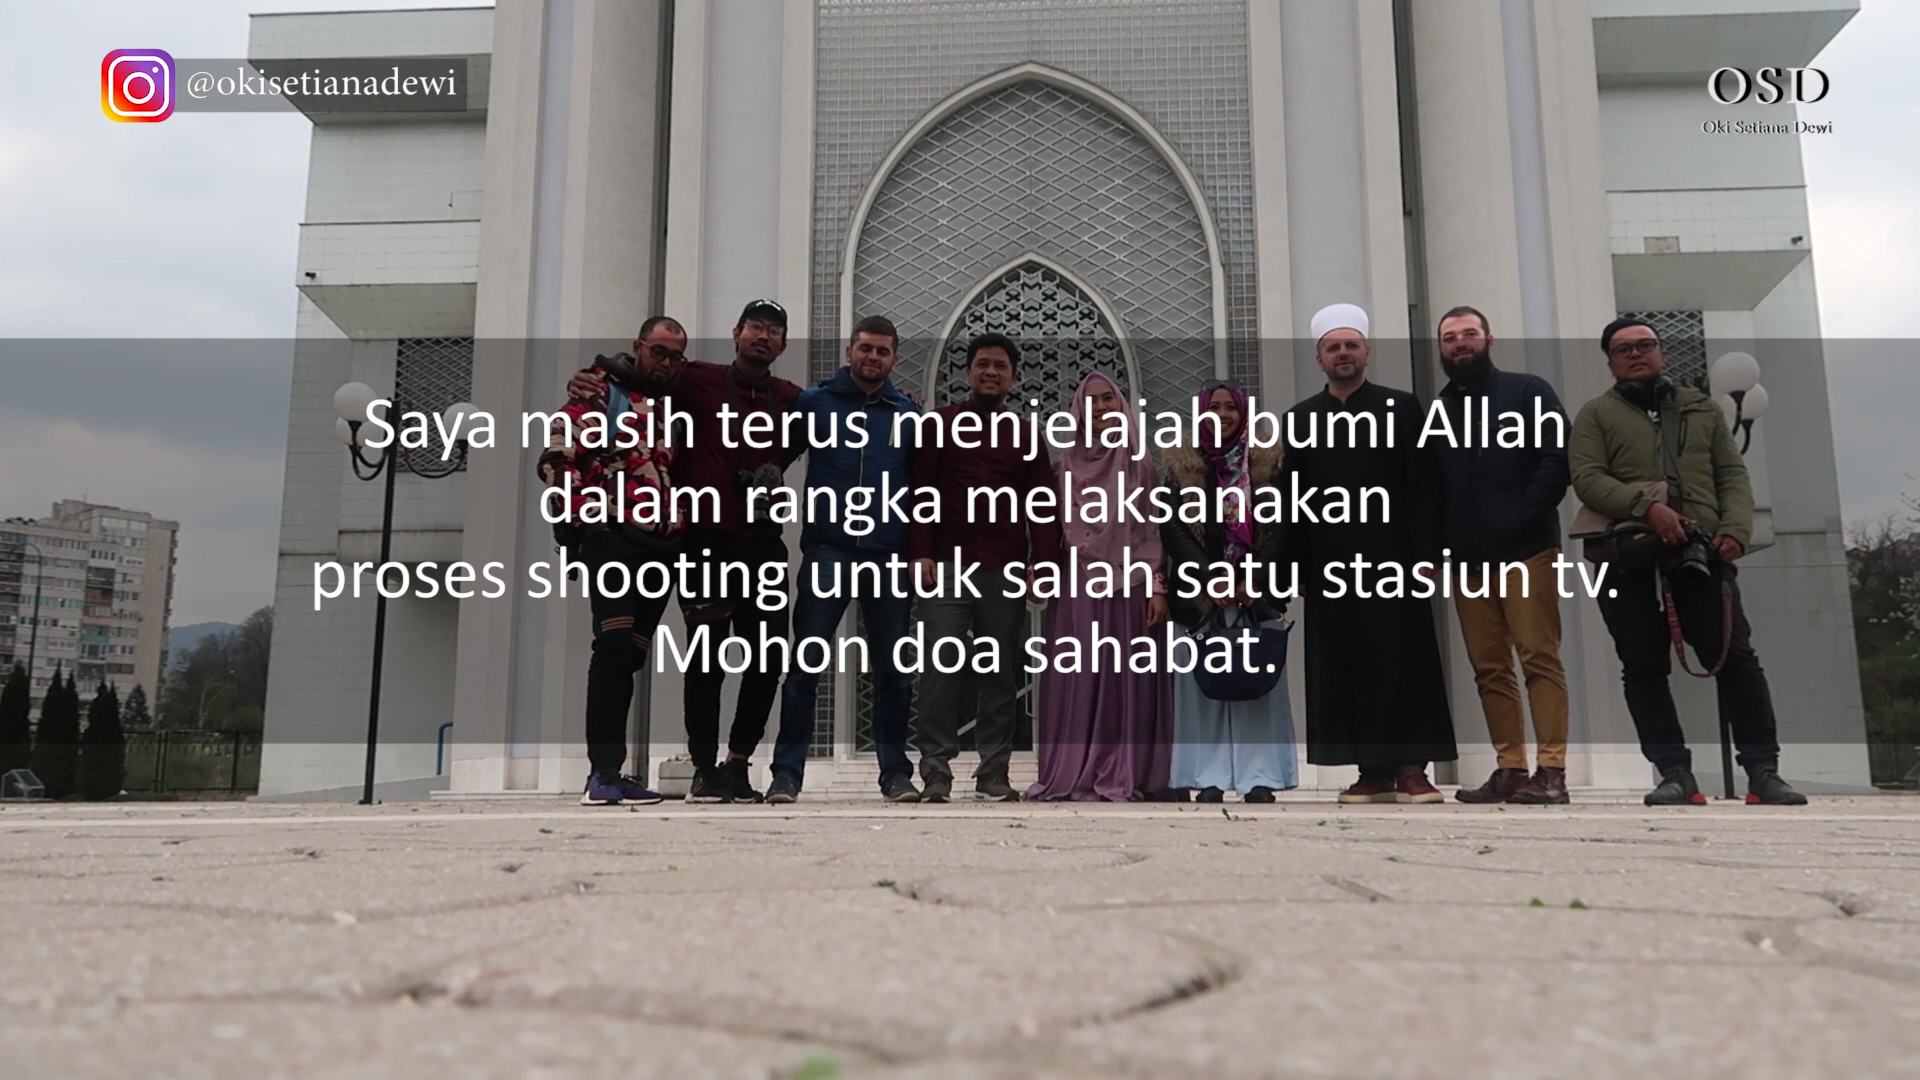 @okisetianadewi
OSD
Oki Setiana Dewi
Saya masih terus menjelajah bumi Allah
dalam rangka melaksanakan
proses shooting untuk salah satu stasiun tv.
Mohon doa sahabat.